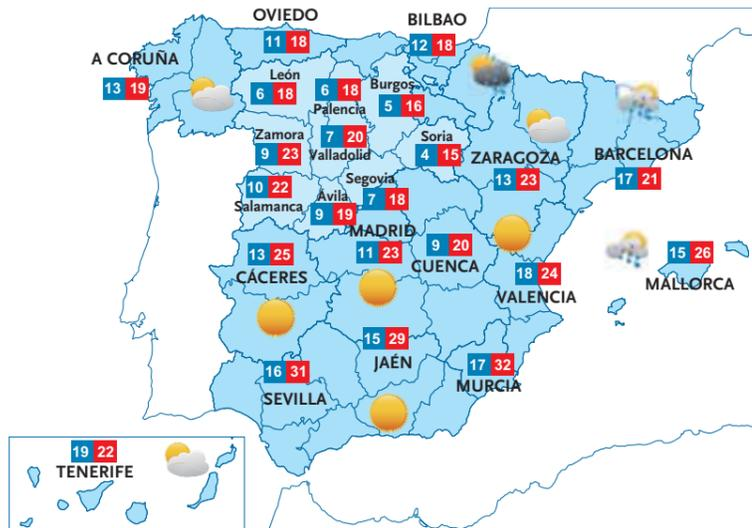 OVIEDO
11 18
BILBAO
12 18
A CORUÑA
13 19
León
6 18
6 18
Palencia
Burgos
5 16
Zamora
9 23
7 20
Valladolid
Soria
4 15
ZARAGOZA
13 23
BARCELONA
17 21
10 22
Salamanca
Ávila
9 19
Segovia
7 18
MADRID
11 23
9 20
CUENCA
13 25
CÁCERES
18 24
VALENCIA
15 26
MALLORCA
15 29
JAÉN
17 32
MURCIA
16 31
SEVILLA
19 22
TENERIFE